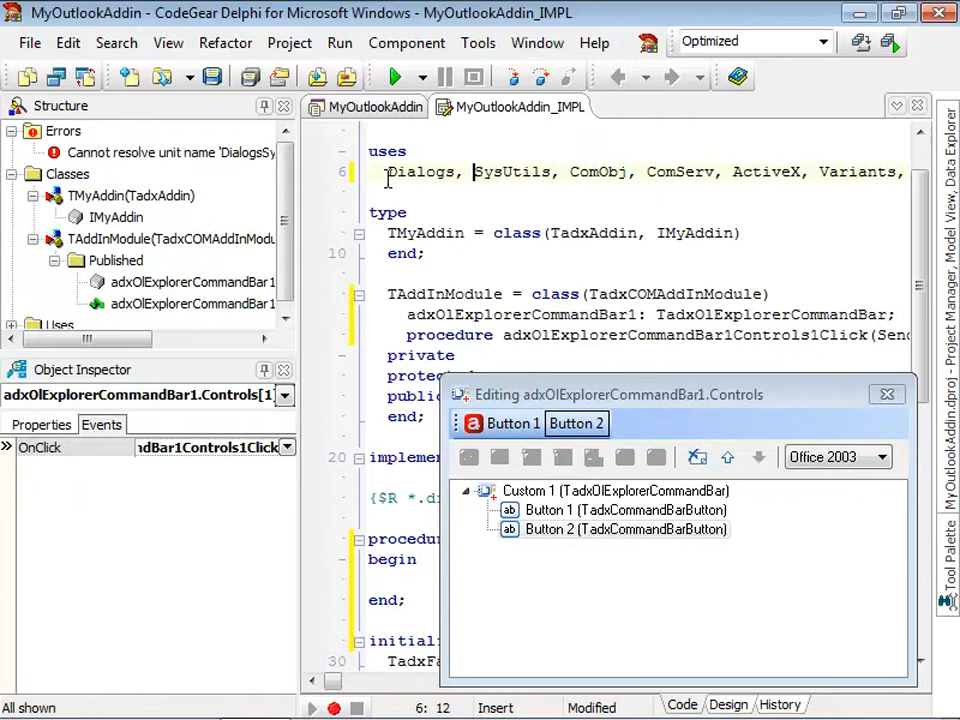 MyOutlookAddin - CodeGear Delphi for Microsoft Windows - MyOutlookAddin_IMPL
File Edit Search View Refactor Project Run Component Tools Window Help
Optimized
Structure
Errors
Cannot resolve unit name 'DialogsSy
Classes
TMyAddin(TadxAddin)
IMyAddin
TAddInModule(TadxCOMAddInModu
Published
adxOlExplorerCommandBar1
adxOlExplorerCommandBar1
Uses
Object Inspector
adxOlExplorerCommandBar1.Controls[1]
Properties Events
OnClick ndBar1Controls1Click
All shown
MyOutlookAddin MyOutlookAddin_IMPL
uses
6 Dialogs, SysUtils, ComObj, ComServ, ActiveX, Variants,
type
TMyAddin = class(TadxAddin, IMyAddin)
10 end;
TAddInModule = class(TadxCOMAddInModule)
adxOlExplorerCommandBar1: TadxOlExplorerCommandBar;
procedure adxOlExplorerCommandBar1Controls1Click(Send
private
prote
publi
end;
20 implemen
{$R *.d
procedu
begin
end;
initial
30 TadxFa
Editing adxOlExplorerCommandBar1.Controls
Button 1 Button 2
Office 2003
Custom 1 (TadxOlExplorerCommandBar)
Button 1 (TadxCommandBarButton)
Button 2 (TadxCommandBarButton)
6: 12 Insert Modified Code Design History
MyOutlookAddin.dproj - Project Manager, Model View, Data Explorer
Tool Palette